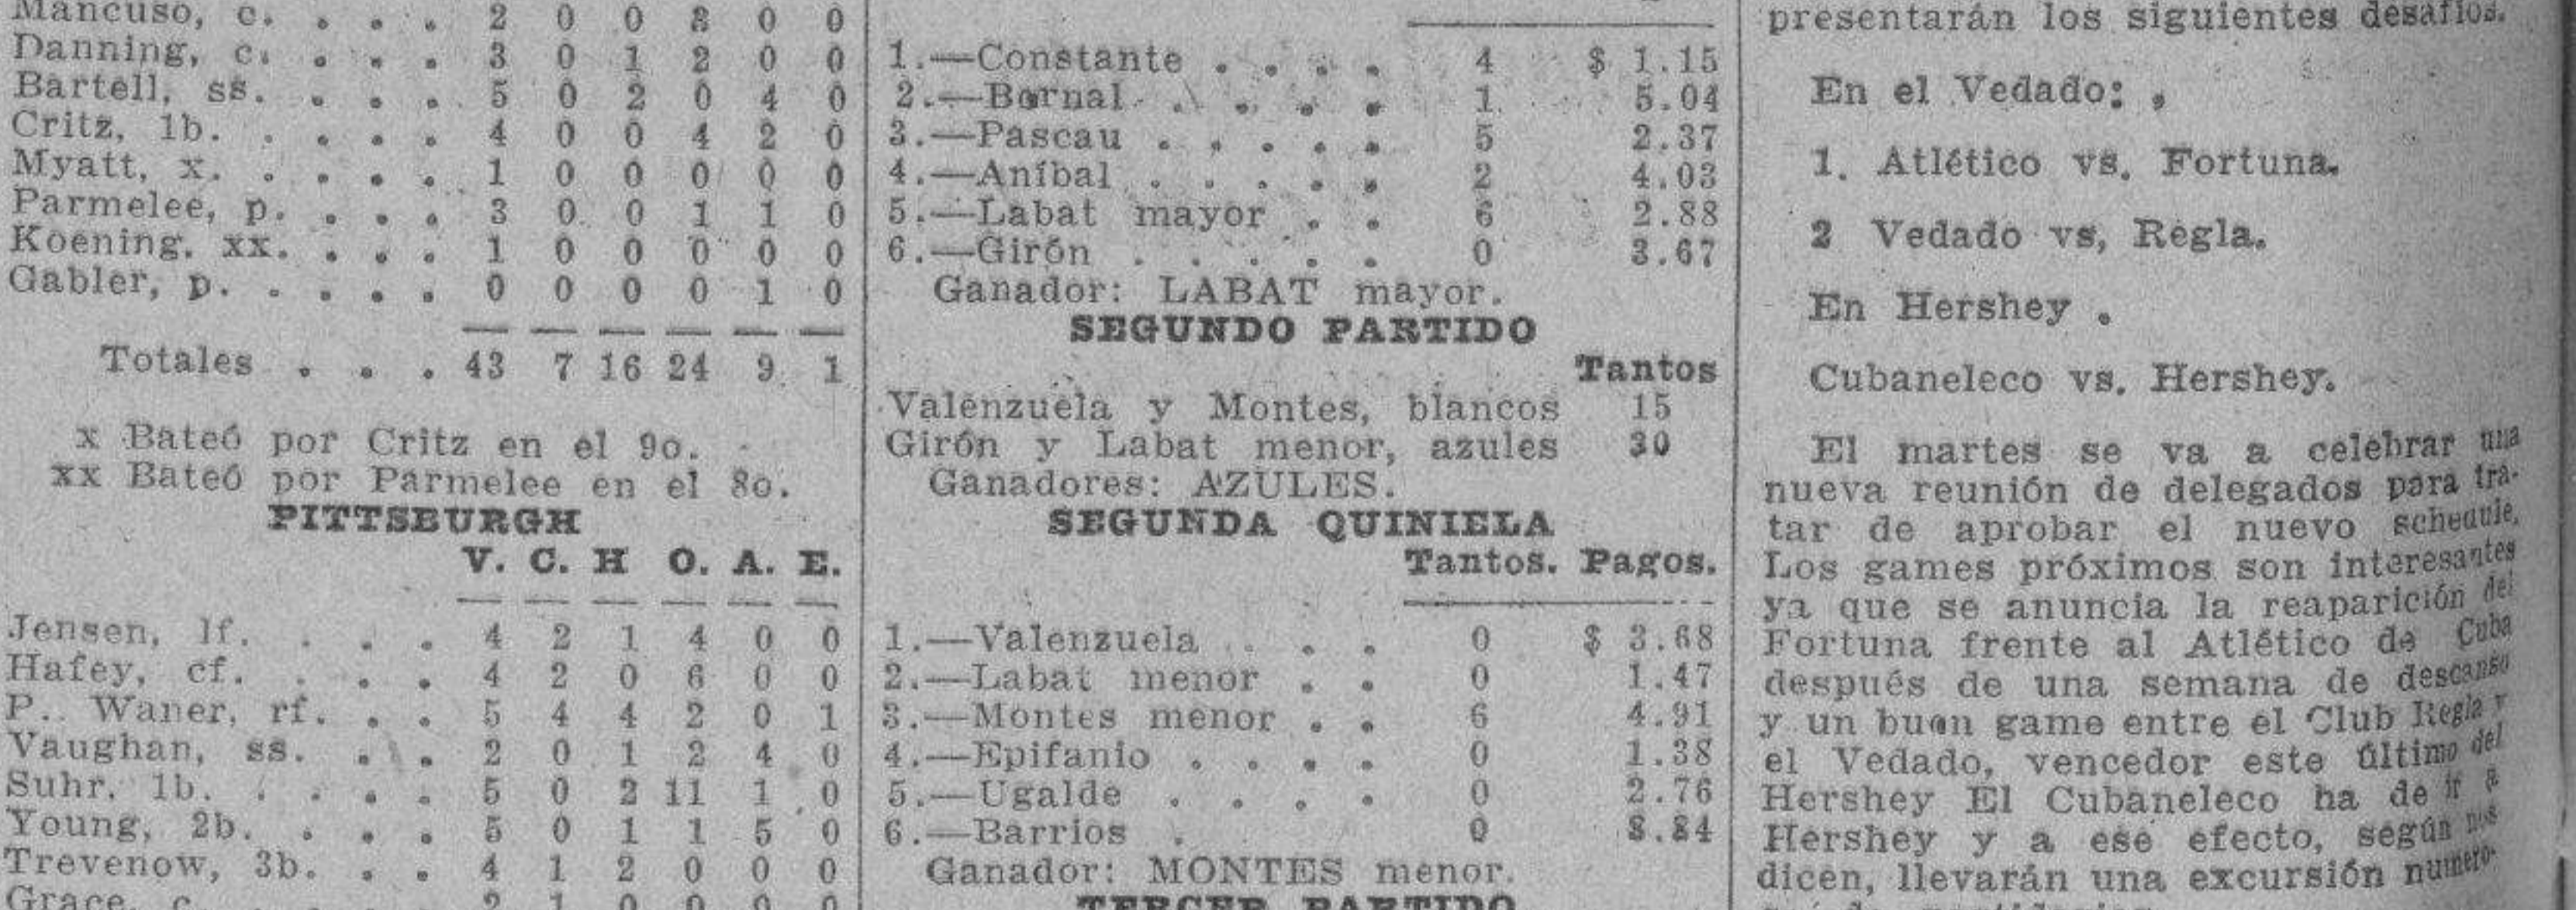 Mancuso, c. . . . 2 0 0 8 0 0
Danning, c. . . . 3 0 1 2 0 0
Bartell, ss. . . . 5 0 2 0 4 0
Critz, 1b. . . . . 4 0 0 4 2 0
Myatt, x. . . . . 1 0 0 0 0 0
Parmelee, p. . . . 3 0 0 1 1 0
Koening. xx. . . . 1 0 0 0 0 0
Gabler, p. . . . . 0 0 0 0 1 0
Totales . . . 43 7 16 24 9 1
x Bateó por Critz en el 9o.
xx Bateó por Parmelee en el 8o.
PITTSBURGH
V. C. H O. A. E.
Jensen, lf. . . . 4 2 1 4 0 0
Hafey, cf. . . . 4 2 0 6 0 0
P.. Waner, rf. . . 5 4 4 2 0 1
Vaughan, ss. . . 2 0 1 2 4 0
Suhr. 1b. . . . . 5 0 2 11 1 0
Young, 2b. . . . 5 0 1 1 5 0
Trevenow, 3b. . . 4 1 2 0 0 0
Grace, c. . . . . 2 1 0 0 0 0
1.—Constante . . . . 4 $ 1.15
2.—Bernal . . . . 1 5.04
3.—Pascau . . . . . 5 2.37
4.—Aníbal . . . . . 2 4.03
5.—Labat mayor . . 6 2.88
6.—Girón . . . . . 0 3.67
Ganador: LABAT mayor.
SEGUNDO PARTIDO
Tantos
Valenzuela y Montes, blancos 15
Girón y Labat menor, azules 30
Ganadores: AZULES.
SEGUNDA QUINIELA
Tantos. Pagos.
1.—Valenzuela . . . 0 $ 3.68
2.—Labat menor . . 0 1.47
3.—Montes menor . . 6 4.91
4.—Epifanio . . . . 0 1.38
5.—Ugalde . . . . 0 2.76
6.—Barrios . 0 8.84
Ganador: MONTES menor.
TERCER PARTIDO
presentarán los siguientes desafíos.
En el Vedado:
1. Atlético vs. Fortuna.
2 Vedado vs, Regla.
En Hershey .
Cubaneleco vs. Hershey.
El martes se va a celebrar una
nueva reunión de delegados para tra-
tar de aprobar el nuevo schedule.
Los games próximos son interesantes
ya que se anuncia la reaparición del
Fortuna frente al Atlético de Cuba
después de una semana de descanso
y un buen game entre el Club Regla y
el Vedado, vencedor este último del
Hershey El Cubaneleco ha de ir a
Hershey y a ese efecto, según nos
dicen, llevarán una excursión numero-